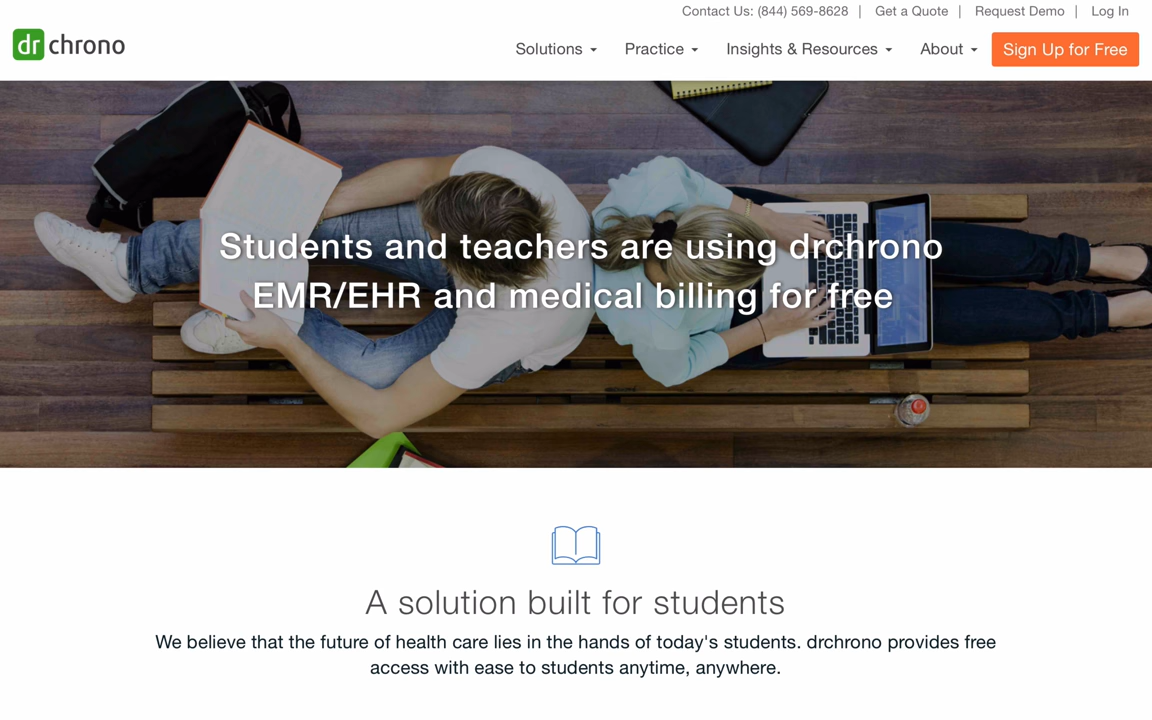 Contact Us: (844) 569-8628 | Get a Quote | Request Demo | Log In
dr chrono
Solutions Practice Insights & Resources About Sign Up for Free
Students and teachers are using drchrono
EMR/EHR and medical billing for free
A solution built for students
We believe that the future of health care lies in the hands of today's students. drchrono provides free
access with ease to students anytime, anywhere.